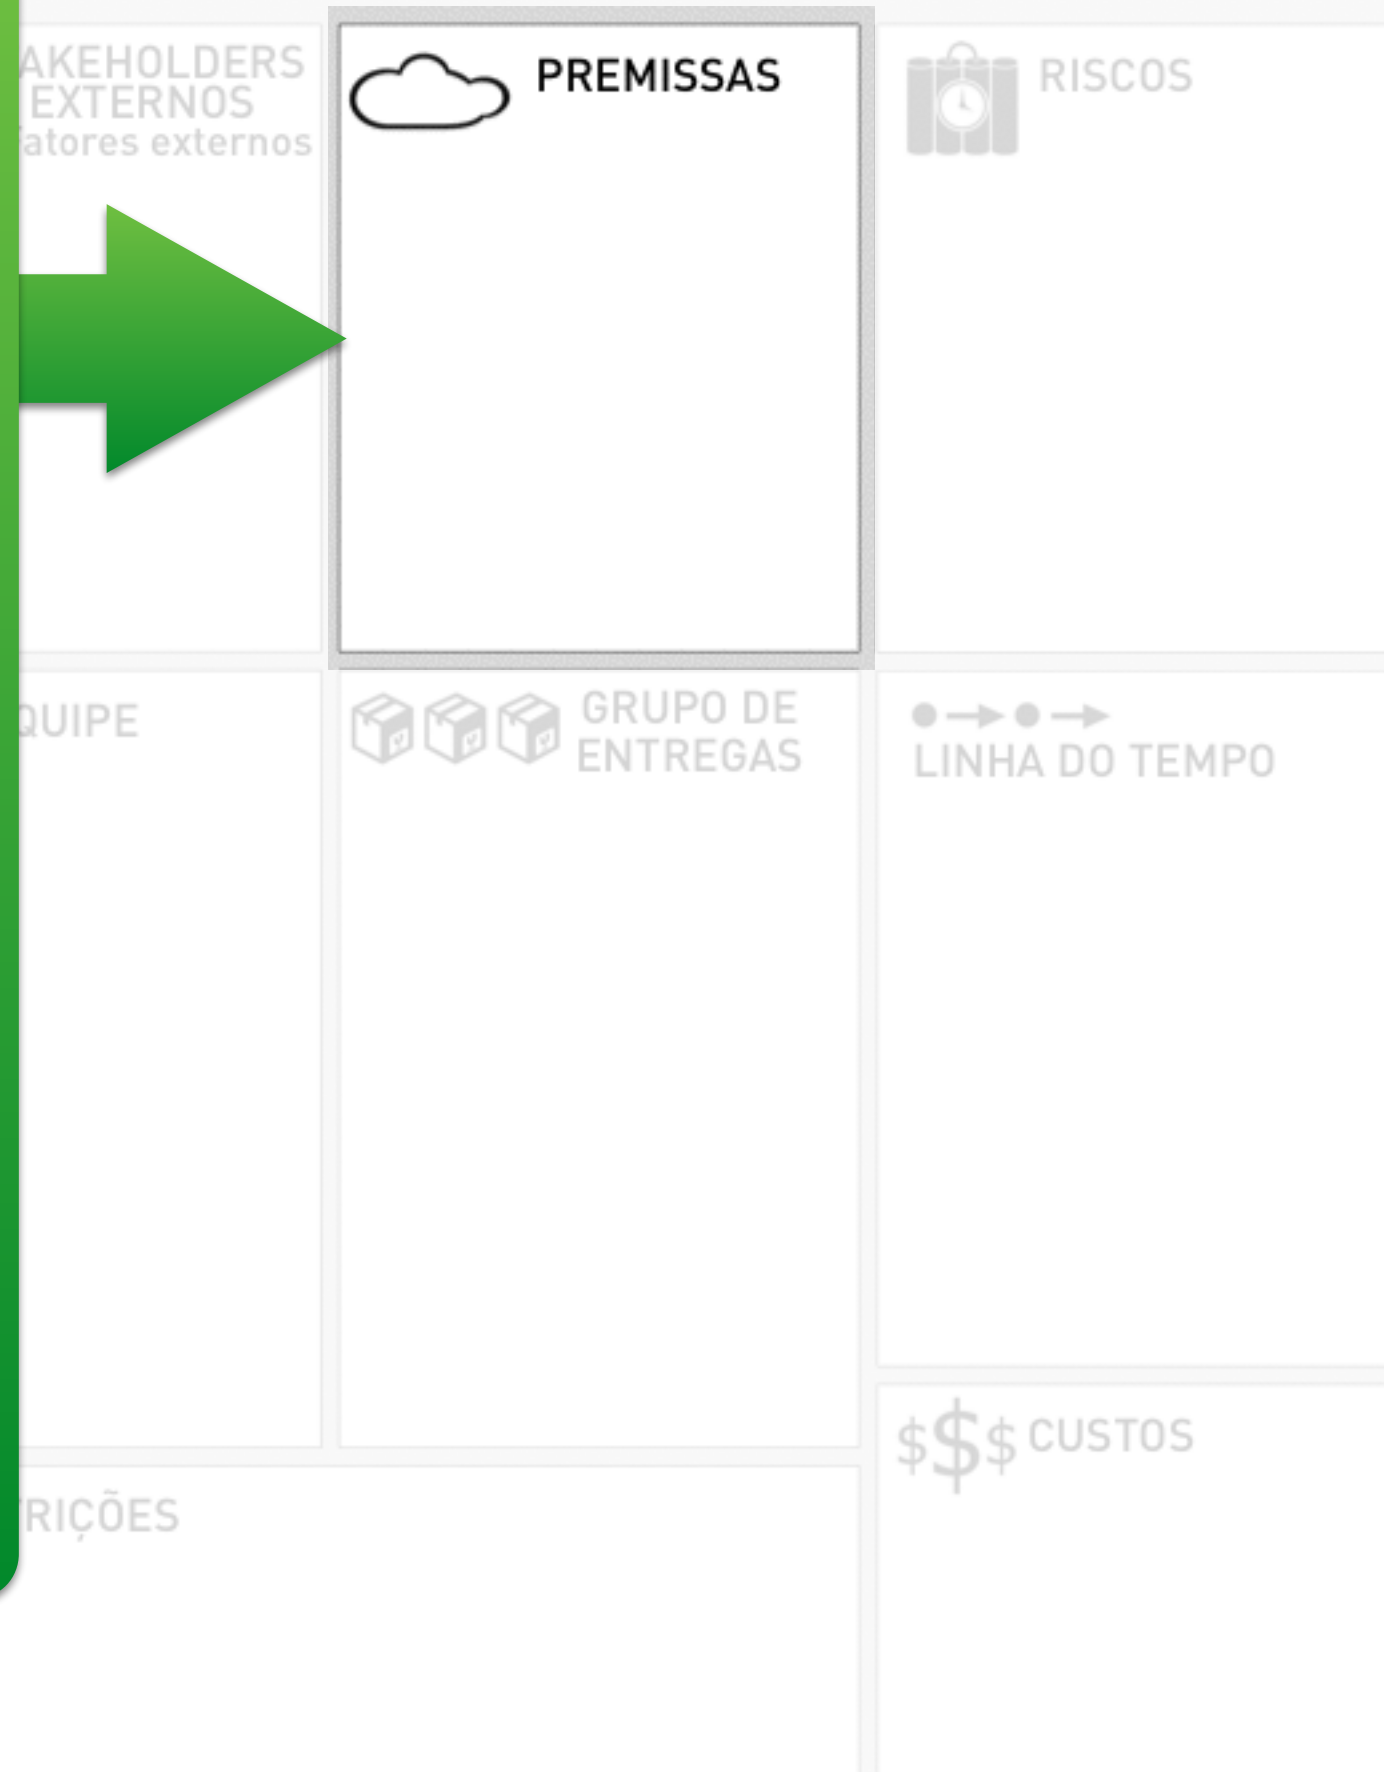 AKEHOLDERS
EXTERNOS
atores externos
PREMISSAS
RISCOS
QUIPE
GRUPO DE
ENTREGAS
LINHA DO TEMPO
$$$ CUSTOS
RIÇÕES